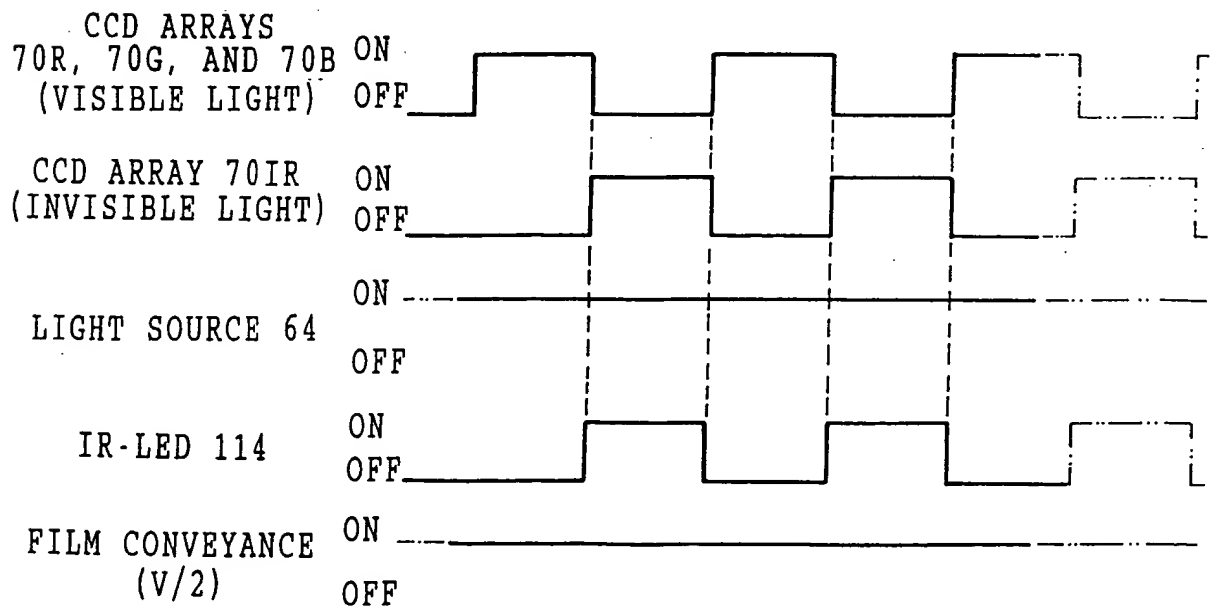 CCD ARRAYS
70R, 70G, AND 70B
(VISIBLE LIGHT)
ON
OFF
CCD ARRAY 70IR
(INVISIBLE LIGHT)
ON
OFF
LIGHT SOURCE 64
ON
OFF
IR-LED 114
ON
OFF
FILM CONVEYANCE
(V/2)
ON
OFF